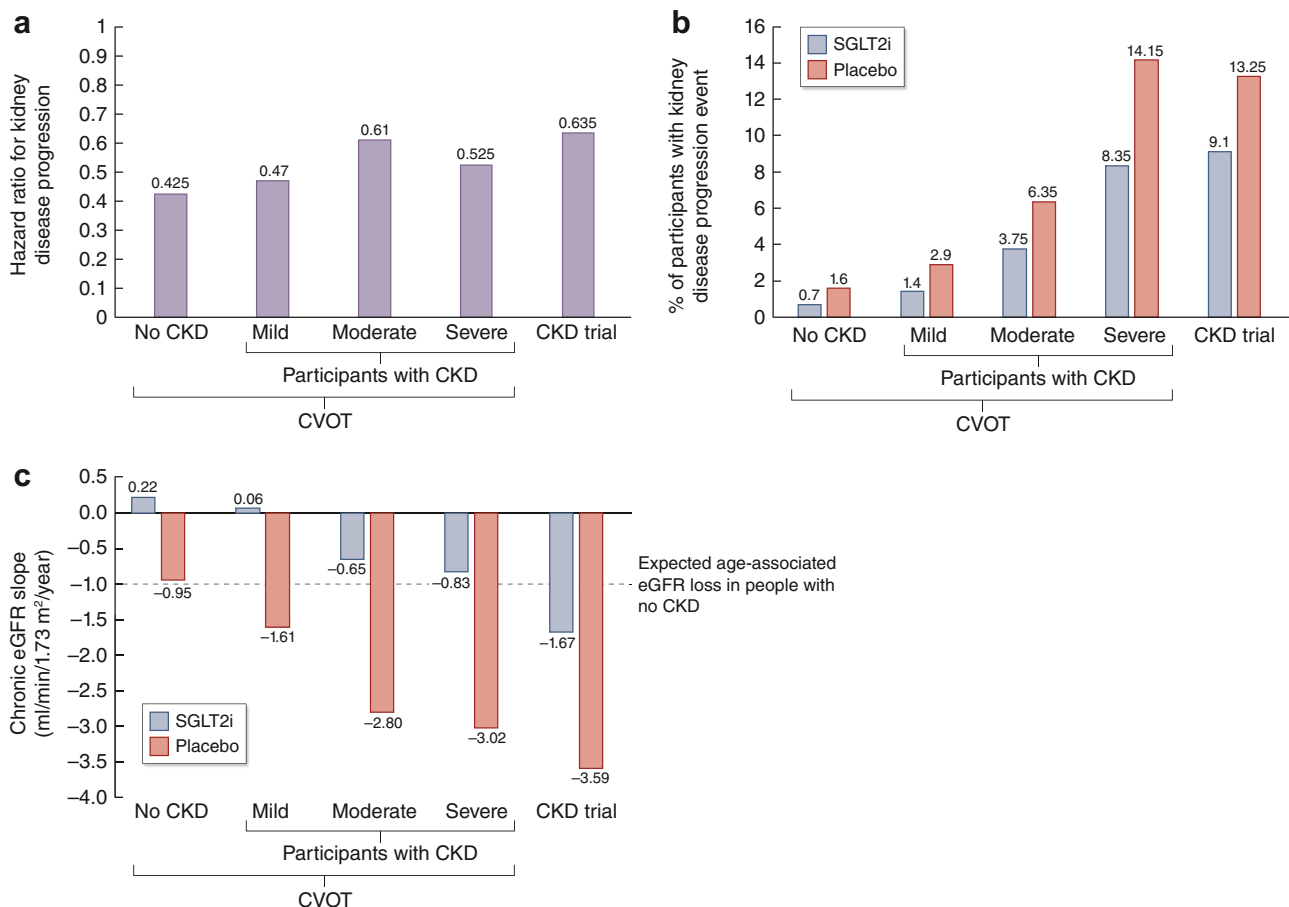 a
Hazard ratio for kidney
disease progression
1
0.9
0.8
0.7
0.6
0.5
0.4
0.3
0.2
0.1
0
0.425
0.47
0.61
0.525
0.635
No CKD
Mild
Moderate
Severe
CKD trial
Participants with CKD
CVOT
b
% of participants with kidney
disease progression event
16
14
12
10
8
6
4
2
0
SGLT2i
Placebo
0.7
1.6
1.4
2.9
3.75
6.35
8.35
14.15
9.1
13.25
No CKD
Mild
Moderate
Severe
CKD trial
Participants with CKD
CVOT
c
Chronic eGFR slope
(ml/min/1.73 m²/year)
0.5
0.0
−0.5
−1.0
−1.5
−2.0
−2.5
−3.0
−3.5
−4.0
0.22
−0.95
0.06
−1.61
−0.65
−2.80
−0.83
−3.02
−1.67
−3.59
Expected age-associated
eGFR loss in people with
no CKD
SGLT2i
Placebo
No CKD
Mild
Moderate
Severe
CKD trial
Participants with CKD
CVOT